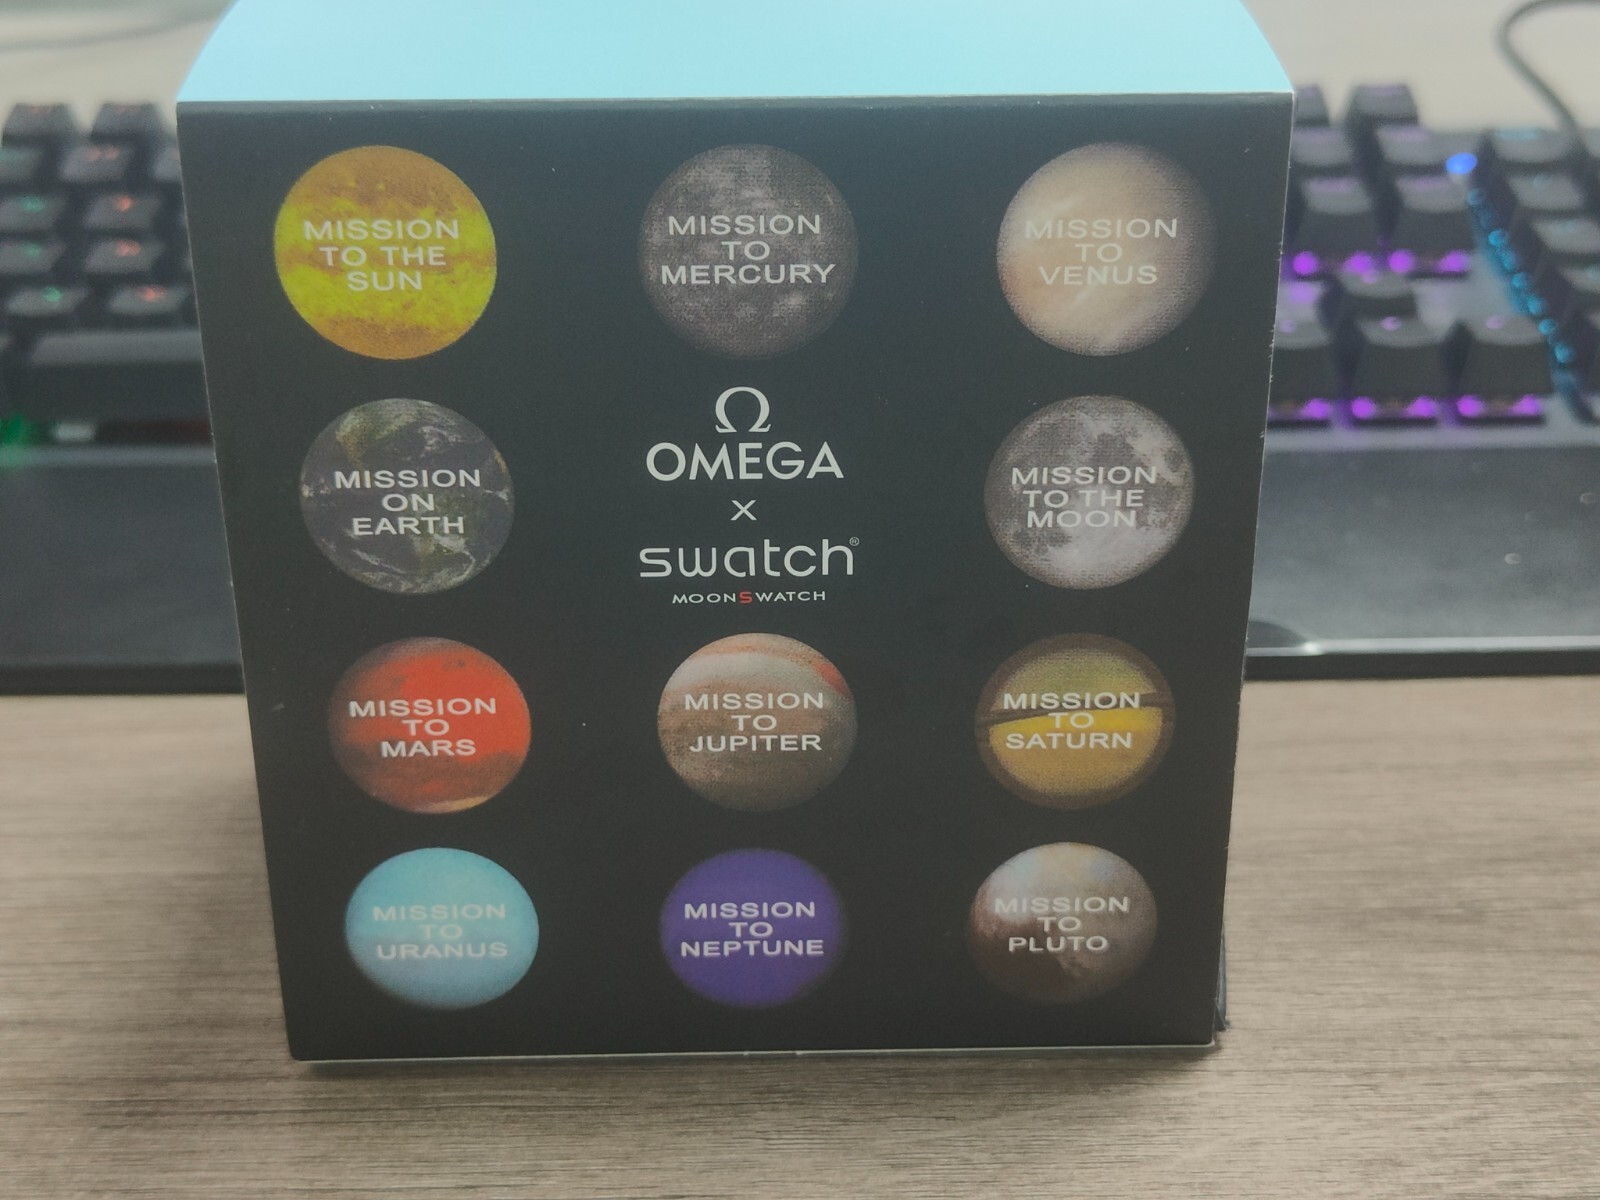 MISSION
TO THE
SUN
MISSION
TO
MERCURY
MISSION
TO
VENUS
MISSION
ON
EARTH
Ω
OMEGA
X
swatch®
MOONSWATCH
MISSION
TO THE
MOON
MISSION
TO
MARS
MISSION
TO
JUPITER
MISSION
TO
SATURN
MISSION
TO
URANUS
MISSION
TO
NEPTUNE
MISSION
TO
PLUTO